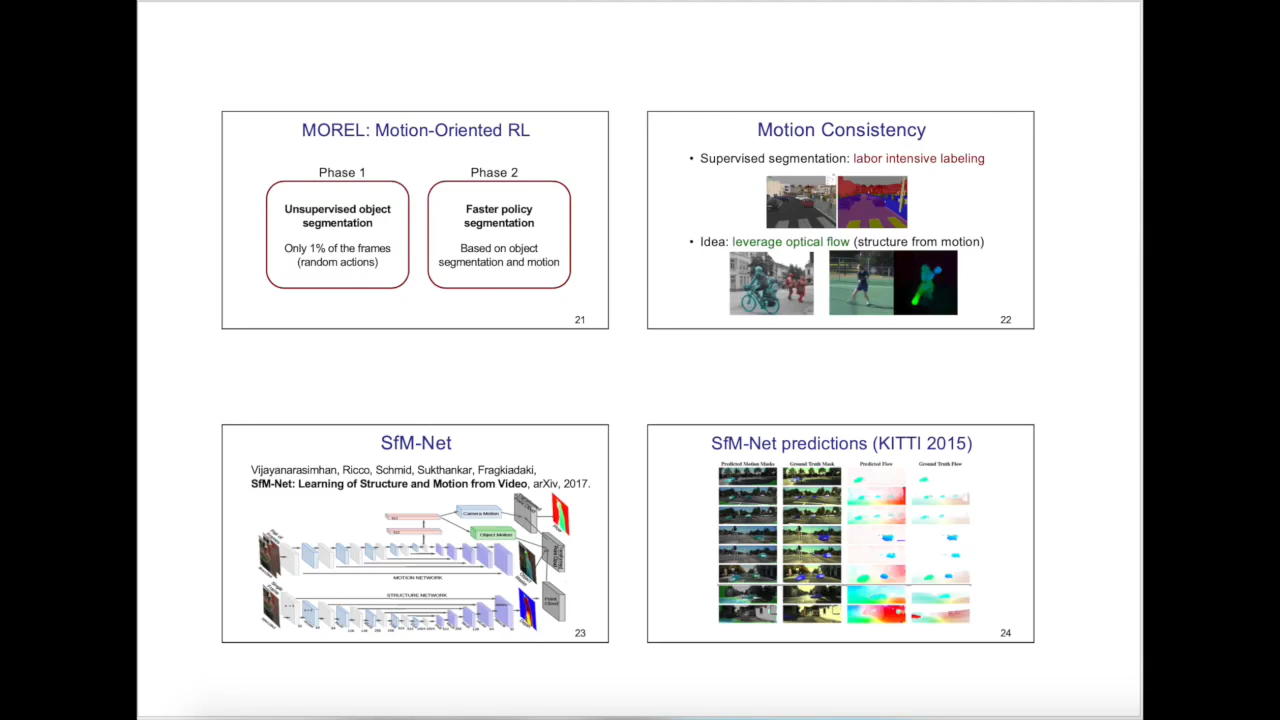 MOREL: Motion-Oriented RL
Phase 1
Phase 2
Unsupervised object
segmentation
Only 1% of the frames
(random actions)
Faster policy
segmentation
Based on object
segmentation and motion
21
Motion Consistency
• Supervised segmentation: labor intensive labeling
• Idea: leverage optical flow (structure from motion)
22
SfM-Net
Vijayanarasimhan, Ricco, Schmid, Sukthankar, Fragkiadaki,
SfM-Net: Learning of Structure and Motion from Video, arXiv, 2017.
Camera Motion
Object Motion
MOTION NETWORK
STRUCTURE NETWORK
Point
Cloud
23
SfM-Net predictions (KITTI 2015)
Predicted Motion Masks
Ground Truth Mask
Predicted Flow
Ground Truth Flow
24